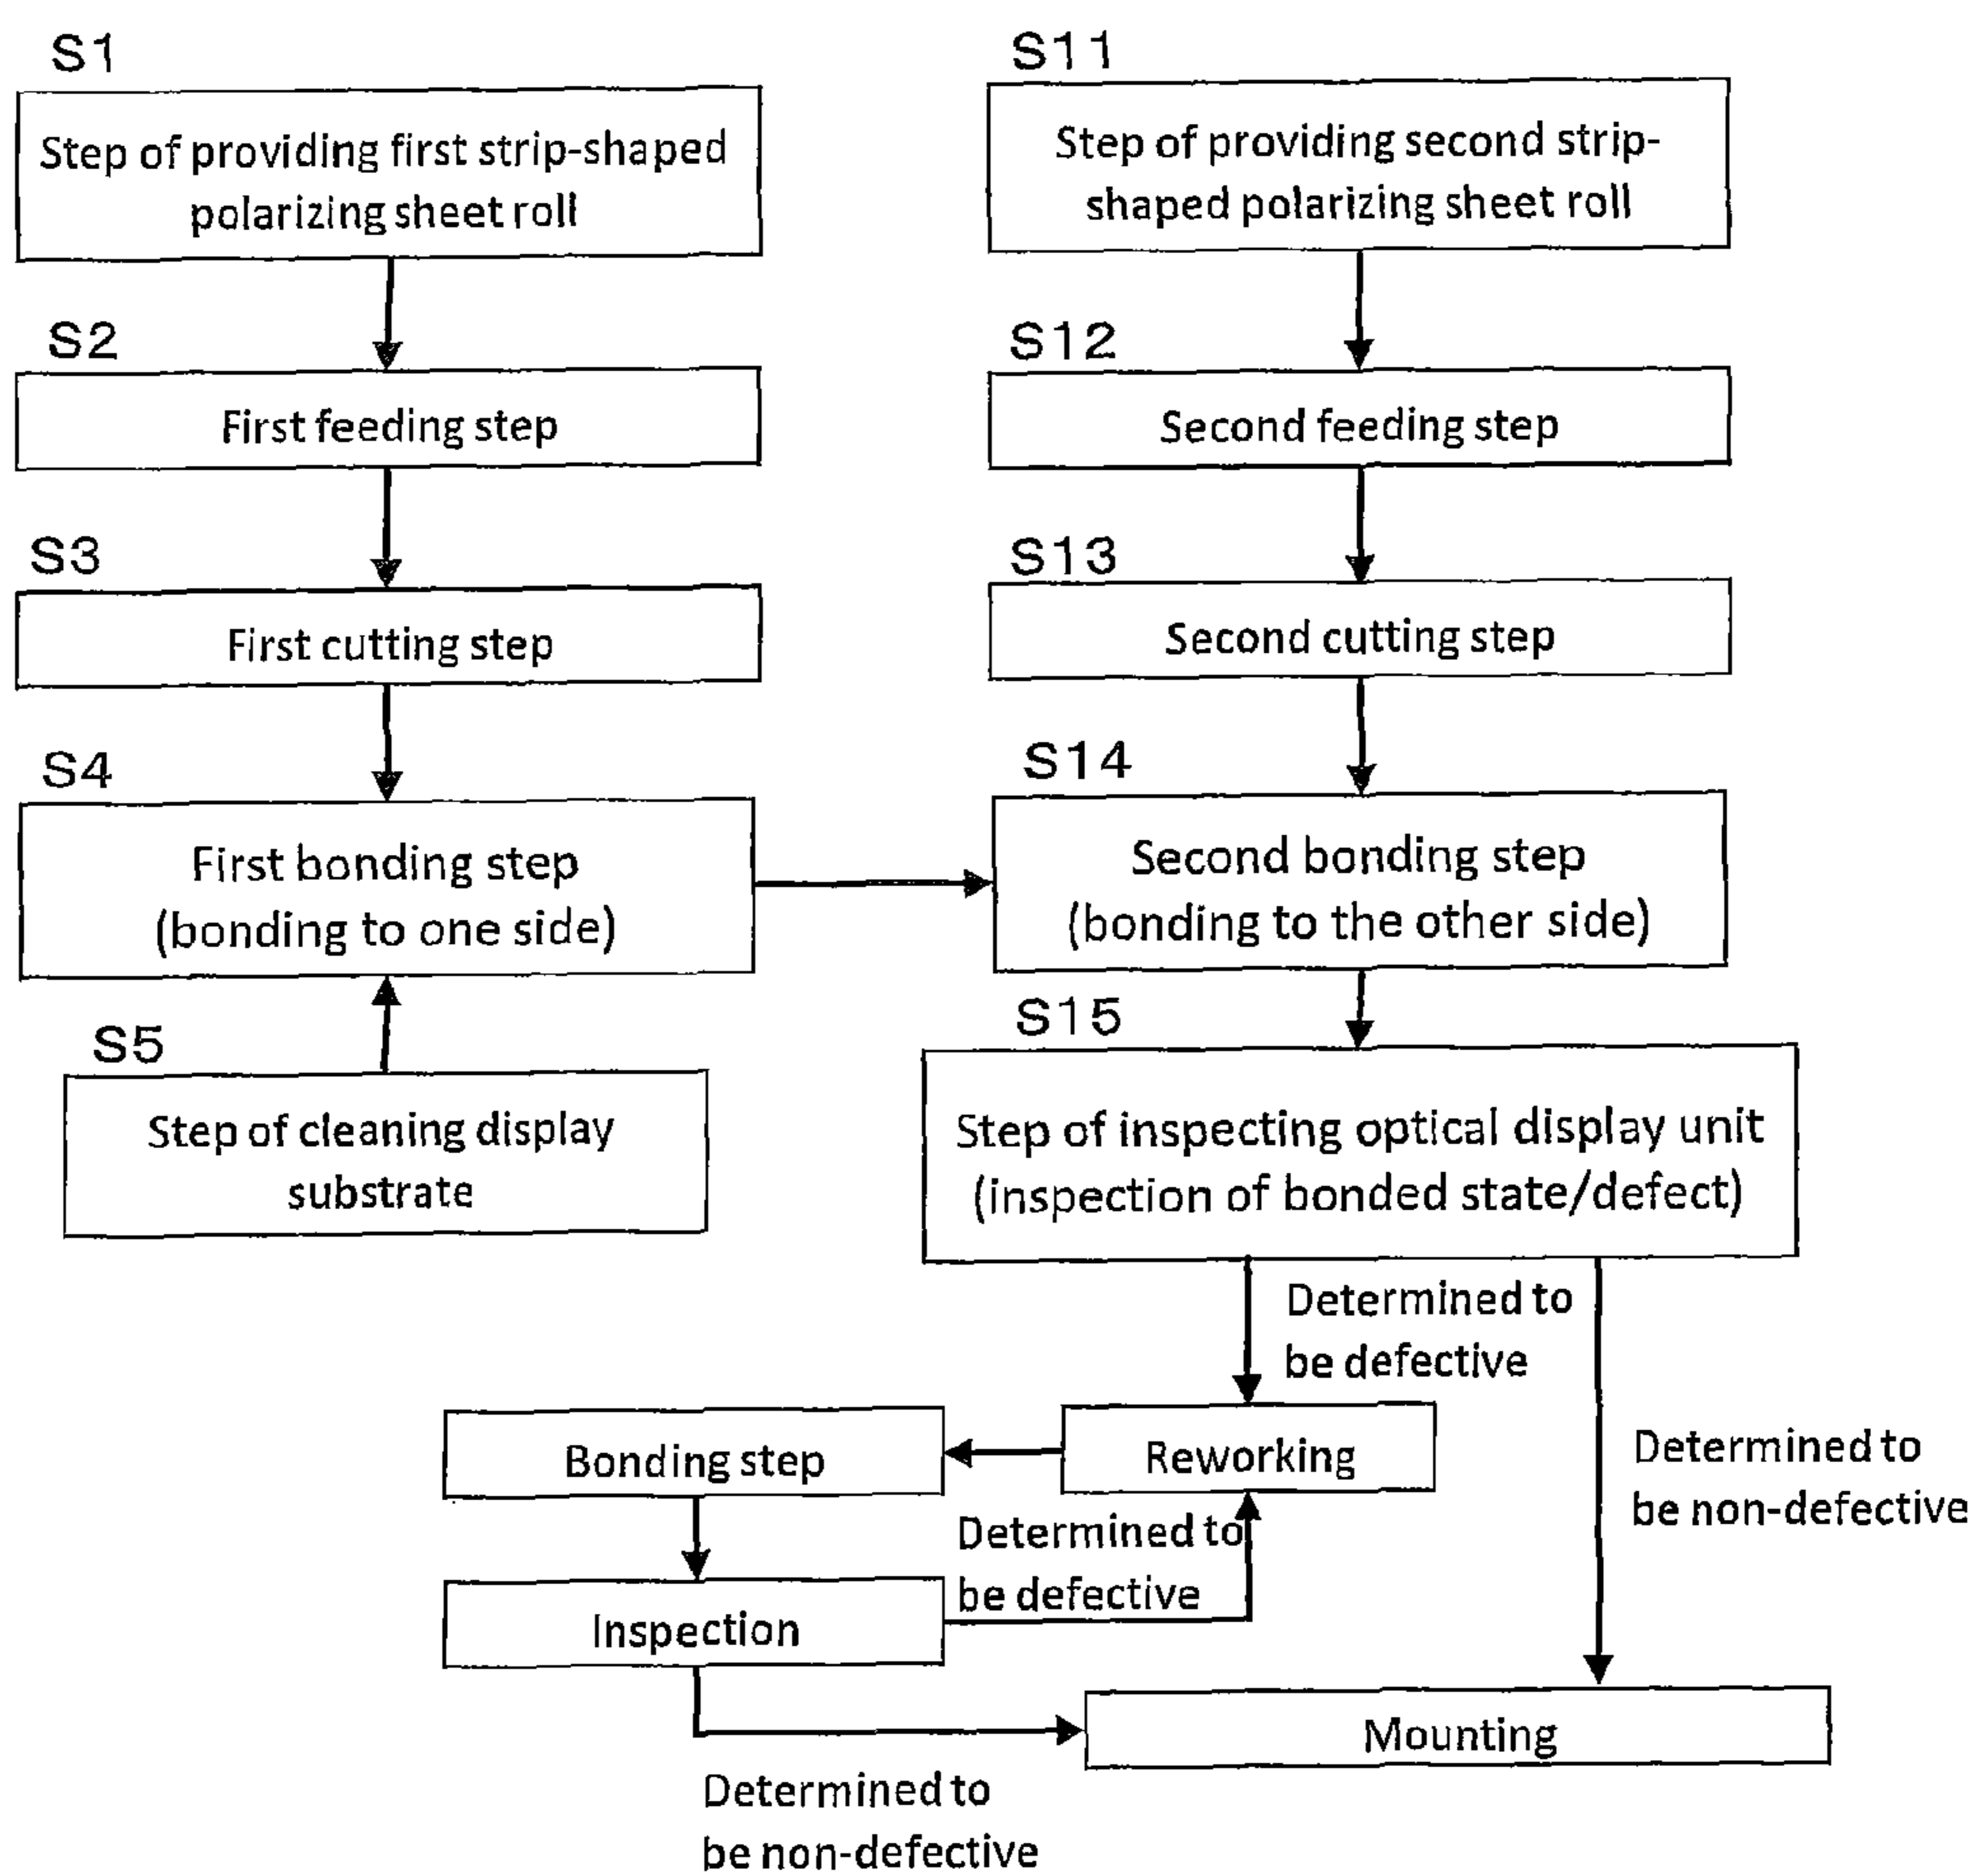 S1
Step of providing first strip-shaped
polarizing sheet roll
S2
First feeding step
S3
First cutting step
S4
First bonding step
(bonding to one side)
S5
Step of cleaning display
substrate
S11
Step of providing second strip-
shaped polarizing sheet roll
S12
Second feeding step
S13
Second cutting step
S14
Second bonding step
(bonding to the other side)
S15
Step of inspecting optical display unit
(inspection of bonded state/defect)
Determined to
be defective
Determined to
be non-defective
Reworking
Bonding step
Determined to
be defective
Inspection
Mounting
Determined to
be non-defective